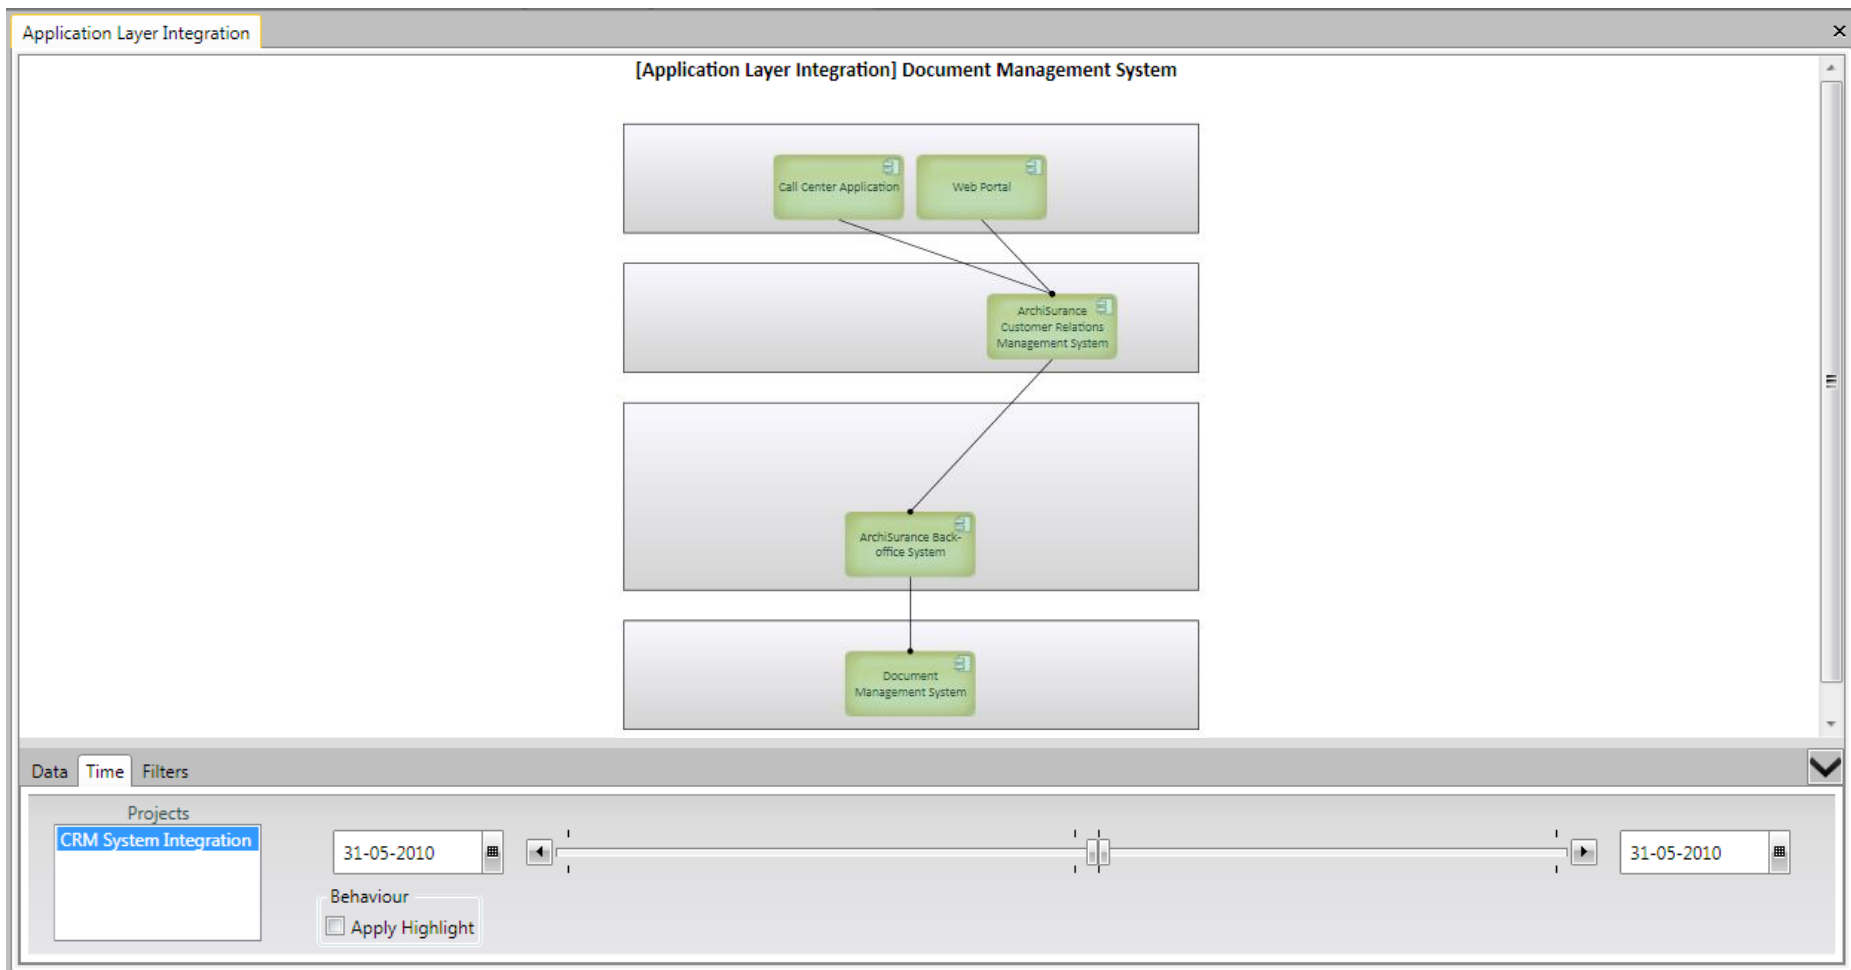 Application Layer Integration
[Application Layer Integration] Document Management System
Call Center Application
Web Portal
ArchiSurance
Customer Relations
Management System
ArchiSurance Back-
office System
Document
Management System
Data Time Filters
Projects
CRM System Integration
31-05-2010
31-05-2010
Behaviour
Apply Highlight